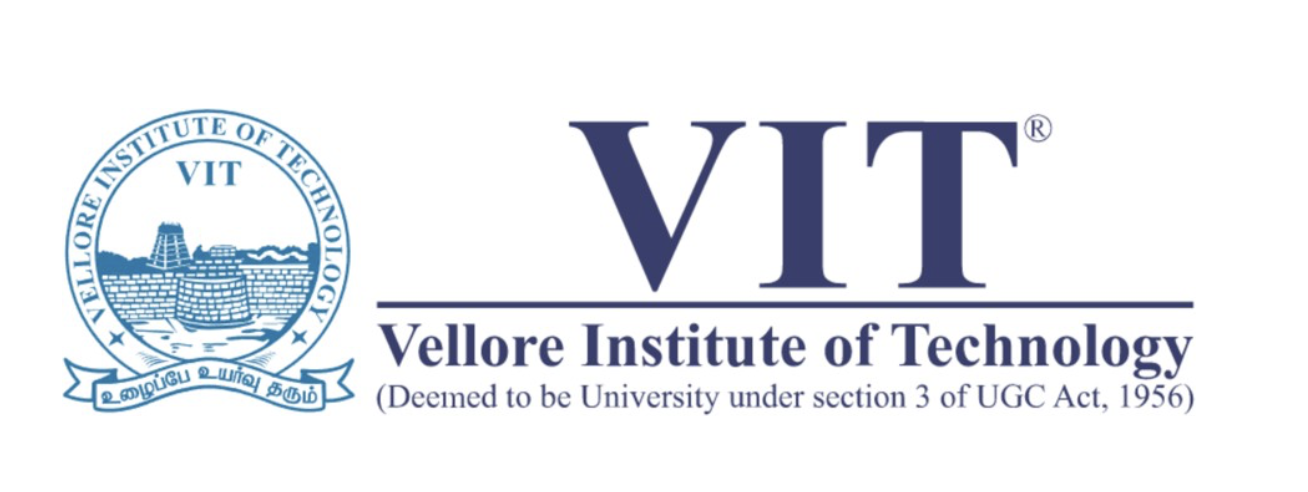 VELLORE INSTITUTE OF TECHNOLOGY
VIT
உழைப்பே உயர்வு தரும்
VIT®
Vellore Institute of Technology
(Deemed to be University under section 3 of UGC Act, 1956)